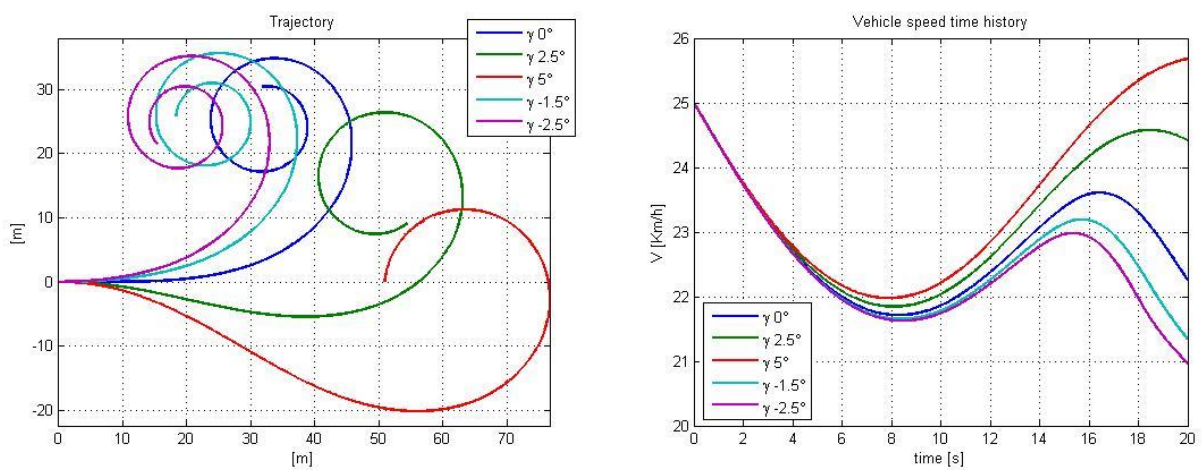 Trajectory
γ 0°
γ 2.5°
γ 5°
γ -1.5°
γ -2.5°
30
20
10
0
-10
-20
[m]
0 10 20 30 40 50 60 70
[m]
Vehicle speed time history
26
25
24
23
22
21
20
V [Km/h]
γ 0°
γ 2.5°
γ 5°
γ -1.5°
γ -2.5°
0 2 4 6 8 10 12 14 16 18 20
time [s]